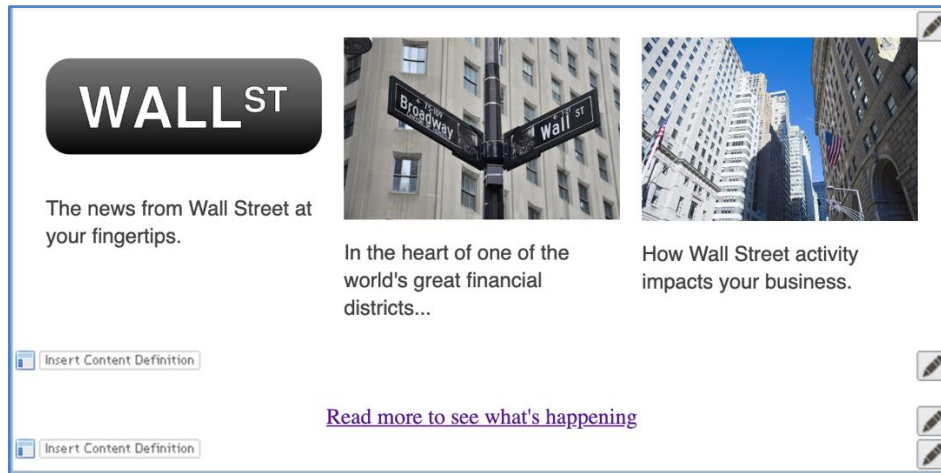 WALL ST
The news from Wall Street at
your fingertips.
Broadway
Wall ST
In the heart of one of the
world's great financial
districts...
How Wall Street activity
impacts your business.
Insert Content Definition
Read more to see what's happening
Insert Content Definition